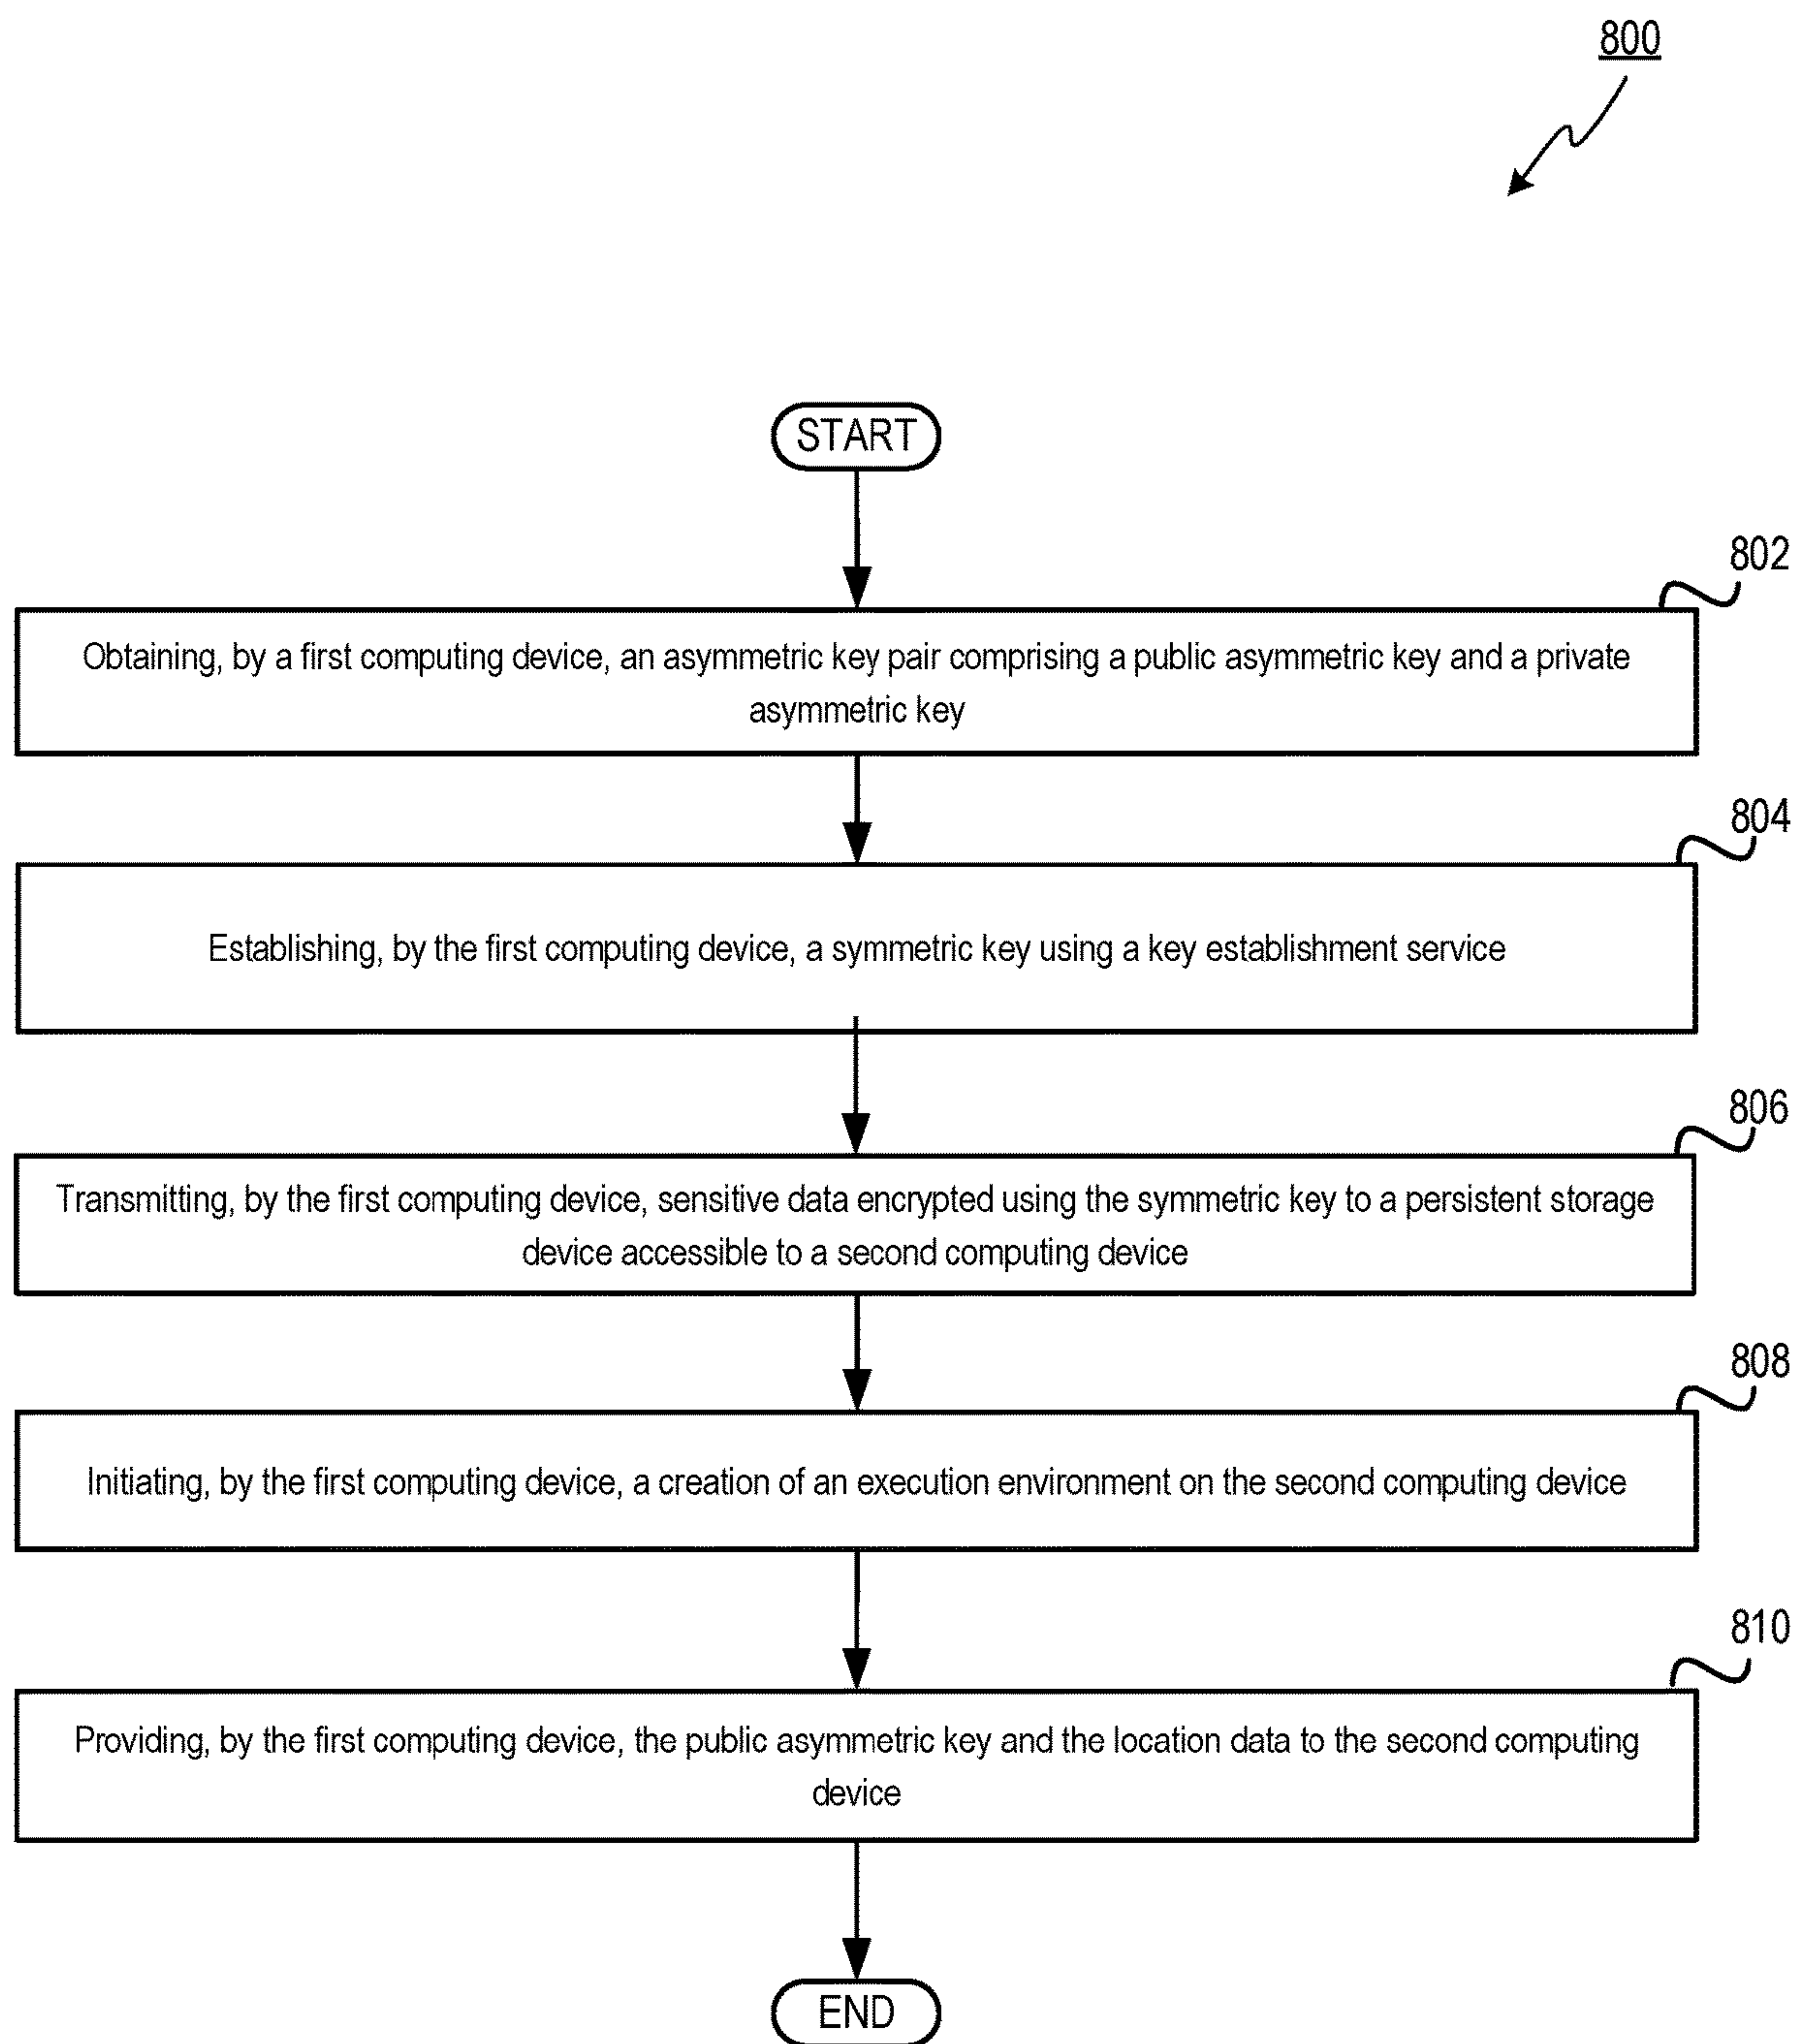 800
START
802
Obtaining, by a first computing device, an asymmetric key pair comprising a public asymmetric key and a private
asymmetric key
804
Establishing, by the first computing device, a symmetric key using a key establishment service
806
Transmitting, by the first computing device, sensitive data encrypted using the symmetric key to a persistent storage
device accessible to a second computing device
808
Initiating, by the first computing device, a creation of an execution environment on the second computing device
810
Providing, by the first computing device, the public asymmetric key and the location data to the second computing
device
END